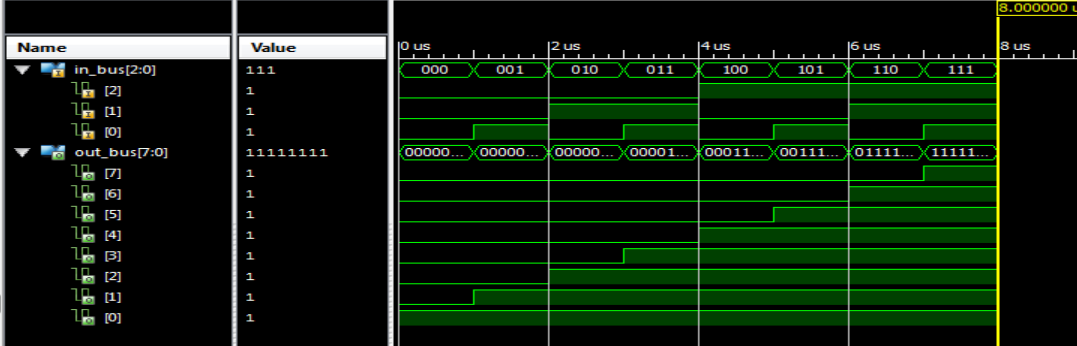 8.000000 u
Name Value 0 us 2 us 4 us 6 us 8 us
in_bus[2:0] 111 000 001 010 011 100 101 110 111
[2] 1
[1] 1
[0] 1
out_bus[7:0] 11111111 00000... 00000... 00000... 00001... 00011... 00111... 01111... 11111...
[7] 1
[6] 1
[5] 1
[4] 1
[3] 1
[2] 1
[1] 1
[0] 1